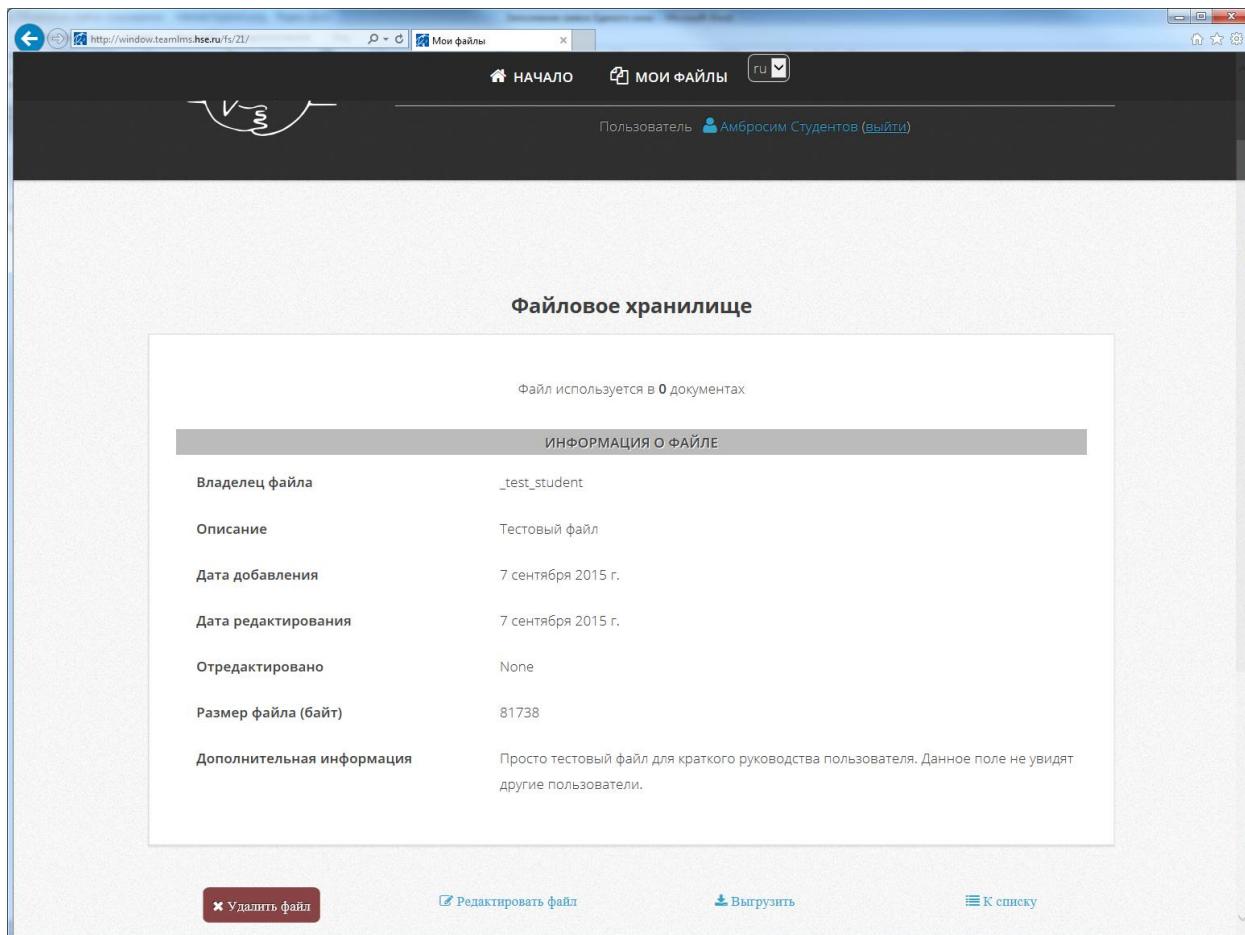 http://window.teamlms.hse.ru/fs/21/
Мои файлы
НАЧАЛО МОИ ФАЙЛЫ ru
Пользователь Амбросим Студентов (выйти)
Файловое хранилище
Файл используется в 0 документах
ИНФОРМАЦИЯ О ФАЙЛЕ
Владелец файла _test_student
Описание Тестовый файл
Дата добавления 7 сентября 2015 г.
Дата редактирования 7 сентября 2015 г.
Отредактировано None
Размер файла (байт) 81738
Дополнительная информация Просто тестовый файл для краткого руководства пользователя. Данное поле не увидят
другие пользователи.
Удалить файл Редактировать файл Выгрузить К списку